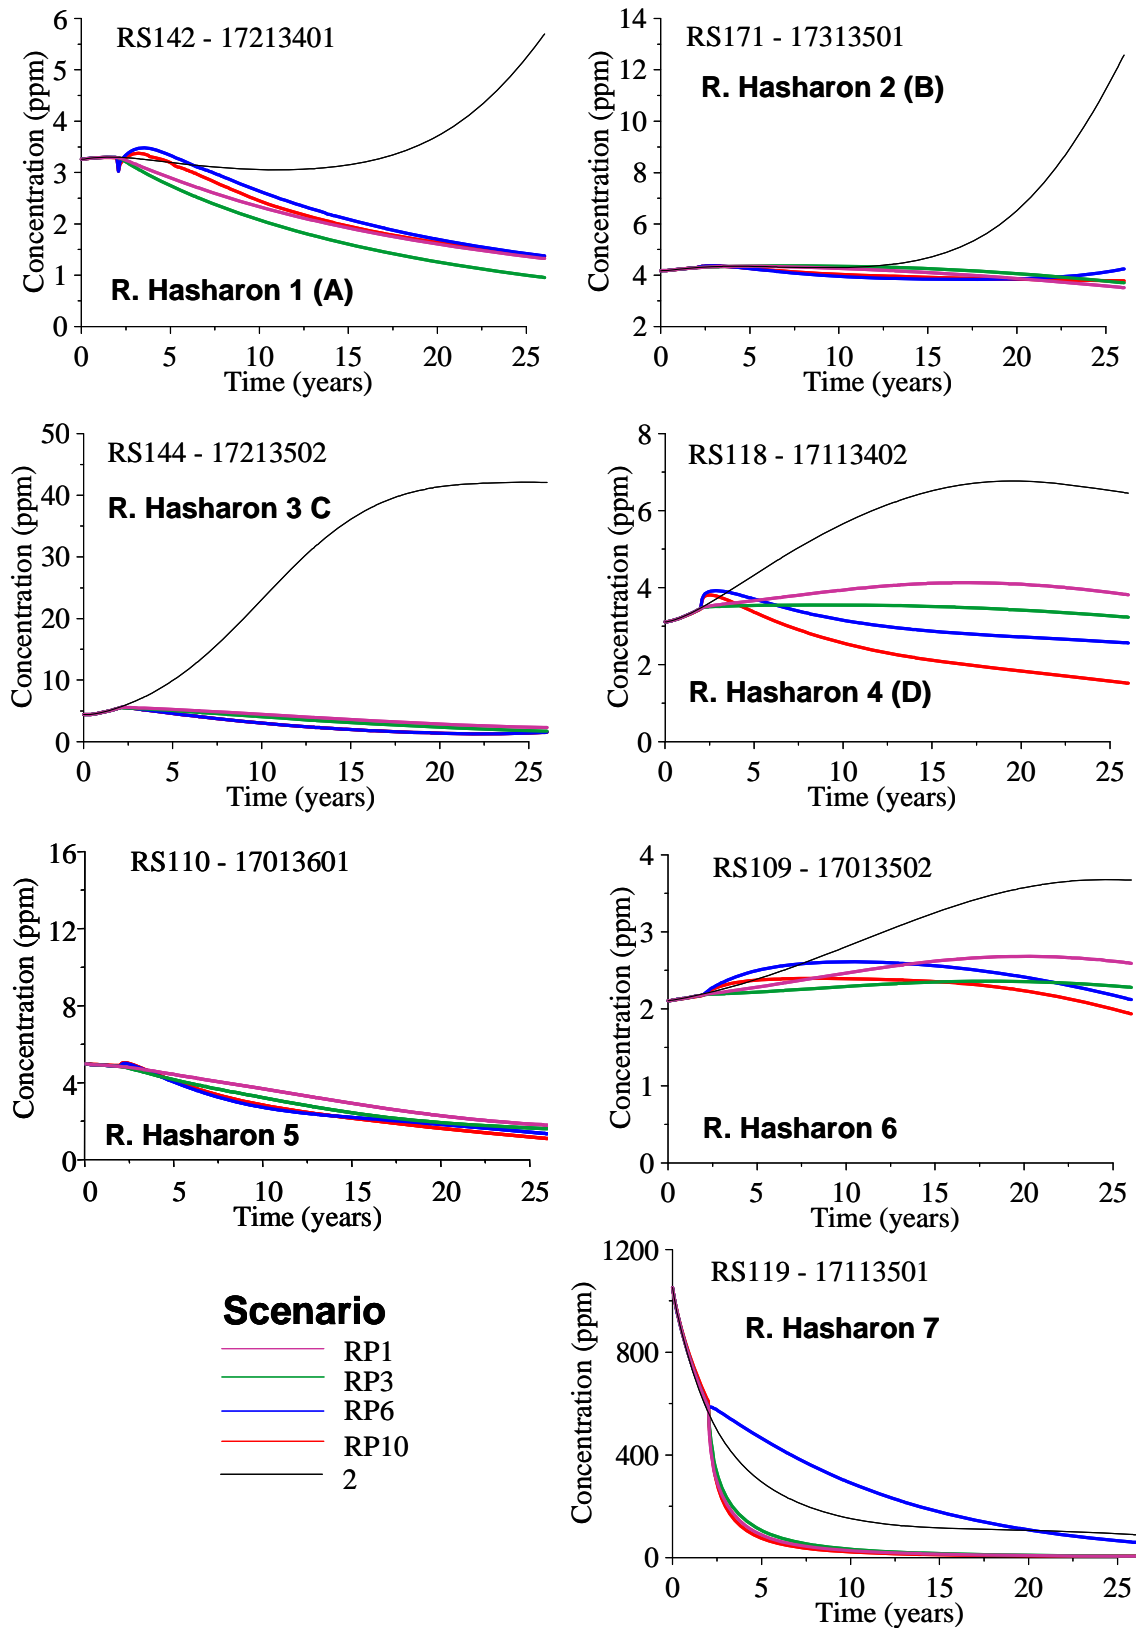 RS142 - 17213401
R. Hasharon 1 (A)
Concentration (ppm)
6
5
4
3
2
1
0
0 5 10 15 20 25
Time (years)
RS171 - 17313501
R. Hasharon 2 (B)
Concentration (ppm)
14
12
10
8
6
4
2
0 5 10 15 20 25
Time (years)
RS144 - 17213502
R. Hasharon 3 C
Concentration (ppm)
50
40
30
20
10
0
0 5 10 15 20 25
Time (years)
RS118 - 17113402
R. Hasharon 4 (D)
Concentration (ppm)
8
6
4
2
0
0 5 10 15 20 25
Time (years)
RS110 - 17013601
R. Hasharon 5
Concentration (ppm)
16
12
8
4
0
0 5 10 15 20 25
Time (years)
RS109 - 17013502
R. Hasharon 6
Concentration (ppm)
4
3
2
1
0
0 5 10 15 20 25
Time (years)
Scenario
RP1
RP3
RP6
RP10
2
RS119 - 17113501
R. Hasharon 7
Concentration (ppm)
1200
800
400
0
0 5 10 15 20 25
Time (years)